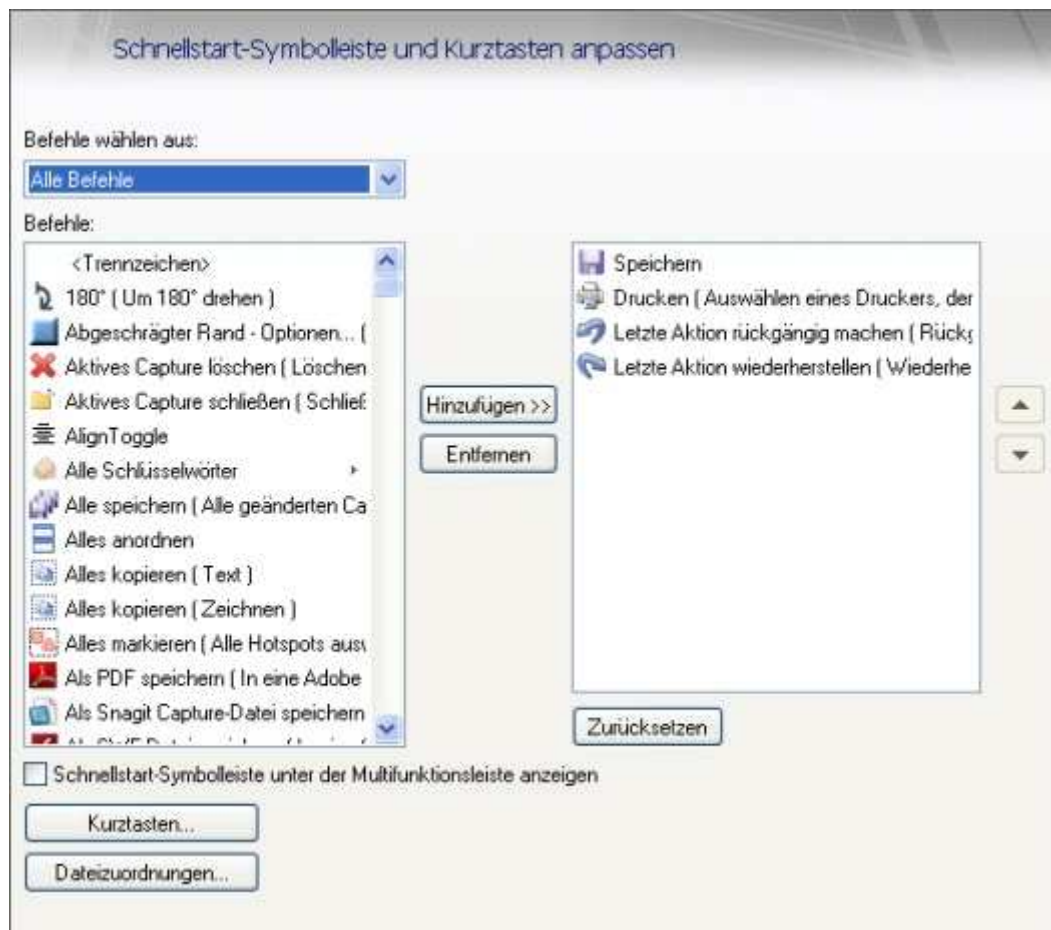 Schnellstart-Symbolleiste und Kurztasten anpassen
Befehle wählen aus:
Alle Befehle
Befehle:
<Trennzeichen>
180° ( Um 180° drehen )
Abgeschrägter Rand - Optionen... (
Aktives Capture löschen ( Löschen
Aktives Capture schließen ( Schließ
AlignToggle
Alle Schlüsselwörter
Alle speichern ( Alle geänderten Ca
Alles anordnen
Alles kopieren ( Text )
Alles kopieren ( Zeichnen )
Alles markieren ( Alle Hotspots ausw
Als PDF speichern ( In eine Adobe
Als Snagit Capture-Datei speichern
Hinzufügen >>
Entfernen
Speichern
Drucken ( Auswählen eines Druckers, der
Letzte Aktion rückgängig machen ( Rückg
Letzte Aktion wiederherstellen ( Wiederhe
Zurücksetzen
Schnellstart-Symbolleiste unter der Multifunktionsleiste anzeigen
Kurztasten...
Dateizuordnungen...